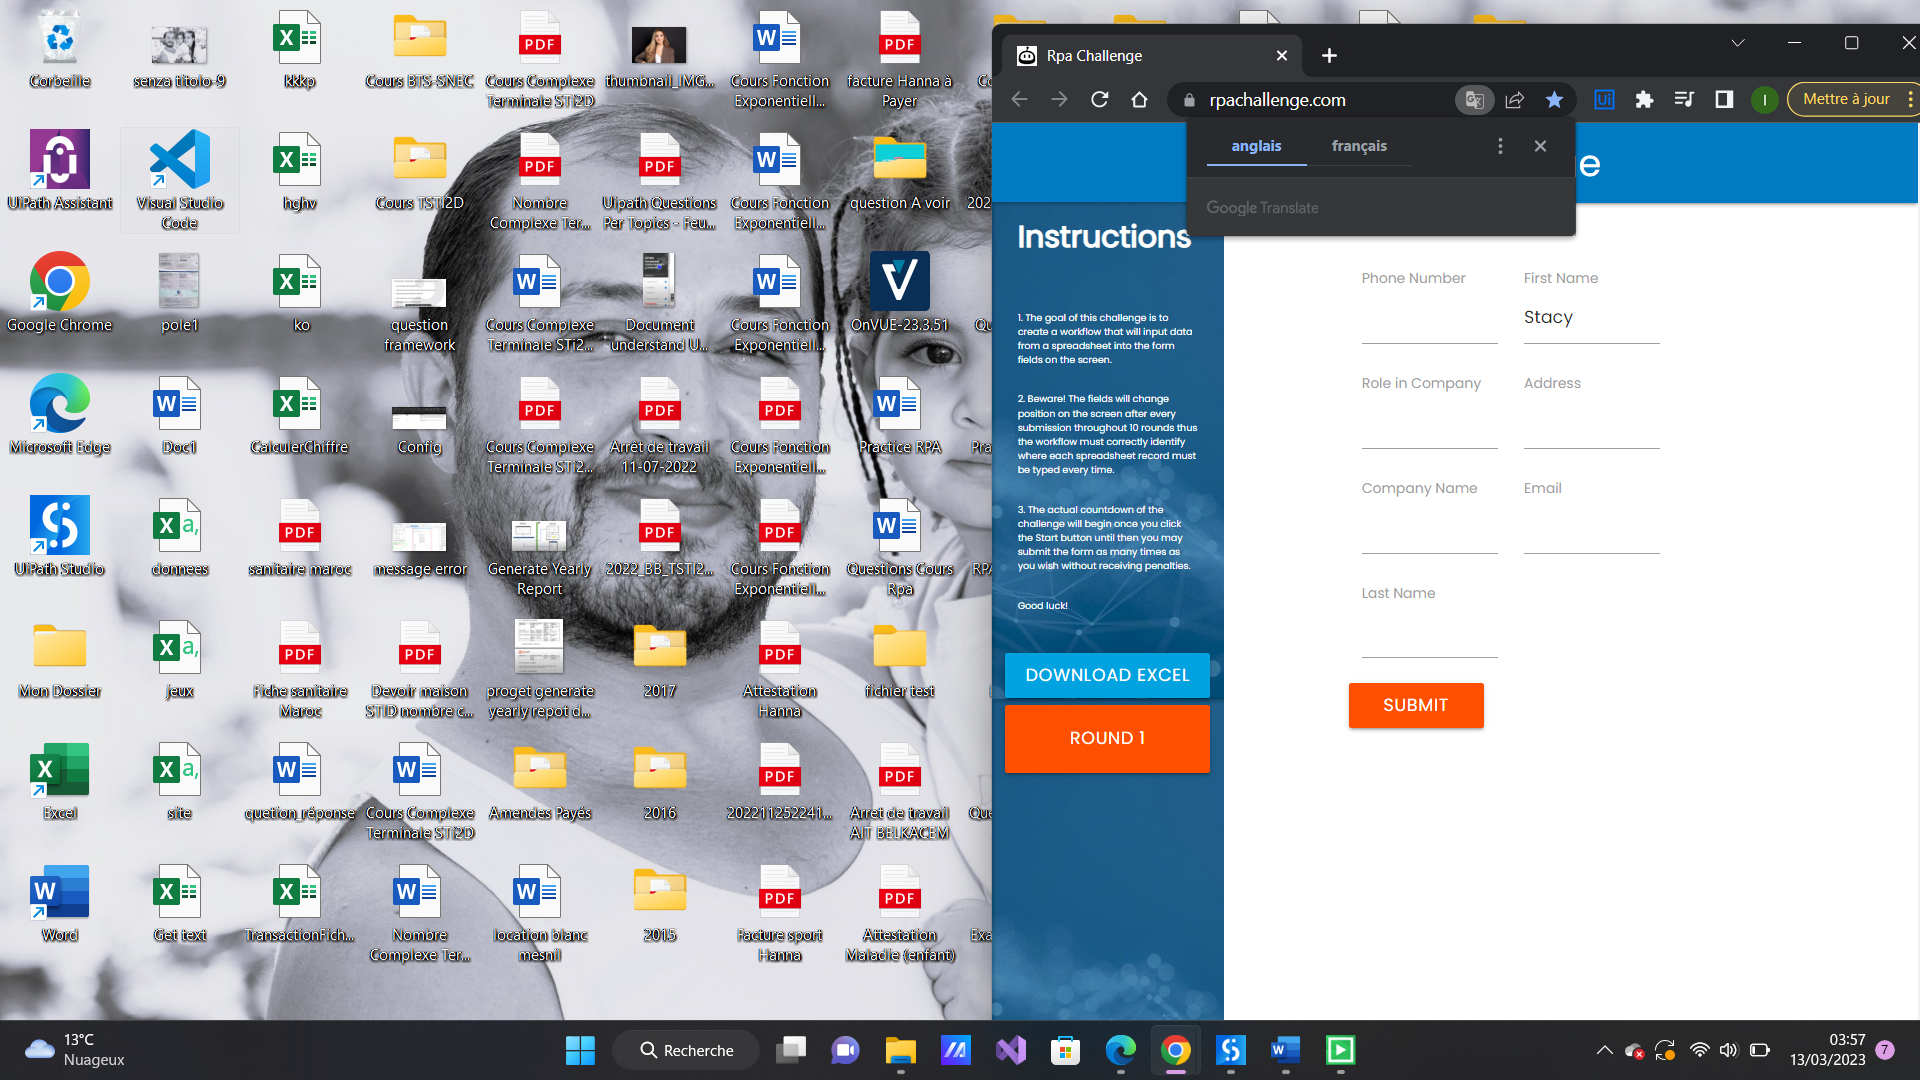 Corbeille
senza titolo-9
kkkp
Cours BTS-SNEC
Cours Complexe
Terminale STi2D
thumbnail_IMG...
Cours Fonction
Exponentiell...
facture Hanna à
Payer
UiPath Assistant
Visual Studio
Code
hghv
Cours TSTI2D
Nombre
Complexe Ter...
Uipath Questions
Per Topics - Feu...
Cours Fonction
Exponentiell...
question A voir
Google Chrome
pole1
ko
question
framework
Cours Complexe
Terminale STi2...
Document
understand U...
Cours Fonction
Exponentiell...
OnVUE-23.3.51
Microsoft Edge
Doc1
CalculerChiffre
Config
Cours Complexe
Terminale STI2...
Arrêt de travail
11-07-2022
Cours Fonction
Exponentiell...
Practice RPA
UiPath Studio
donnees
sanitaire maroc
message error
Generate Yearly
Report
2022_BB_TSTI2...
Cours Fonction
Exponentiell...
Questions Cours
Rpa
Mon Dossier
jeux
Fiche sanitaire
Maroc
Devoir maison
STID nombre c...
proget generate
yearly repot d...
2017
Attestation
Hanna
fichier test
Excel
site
quetion_réponse
Cours Complexe
Terminale STI2D
Amendes Payés
2016
202211252241...
Arret de travail
AIT BELKACEM
Word
Get text
TransactionFich...
Nombre
Complexe Ter...
location blanc
mesnil
2015
Facture sport
Hanna
Attestation
Maladie (enfant)
Rpa Challenge
rpachallenge.com
Mettre à jour
anglais
français
Google Translate
e
Instructions
1. The goal of this challenge is to
create a workflow that will input data
from a spreadsheet into the form
fields on the screen.
2. Beware! The fields will change
position on the screen after every
submission throughout 10 rounds thus
the workflow must correctly identify
where each spreadsheet record must
be typed every time.
3. The actual countdown of the
challenge will begin once you click
the Start button until then you may
submit the form as many times as
you wish without receiving penalties.
Good luck!
DOWNLOAD EXCEL
ROUND 1
Phone Number
First Name
Stacy
Role in Company
Address
Company Name
Email
Last Name
SUBMIT
13°C
Nuageux
Recherche
03:57
13/03/2023
7